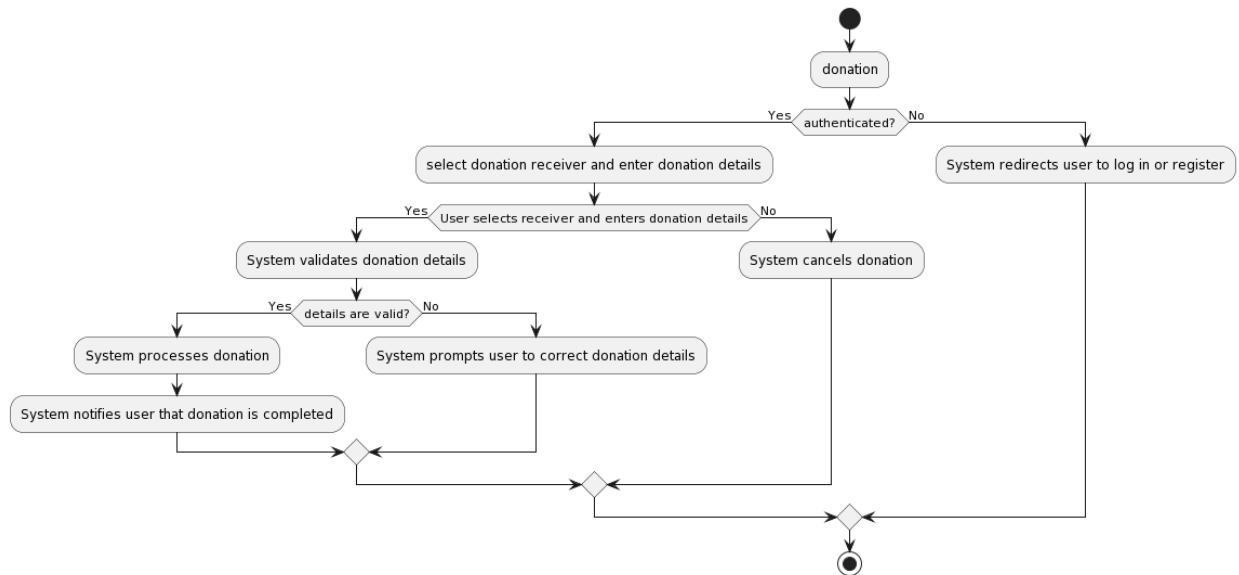 donation
Yes
authenticated?
No
select donation receiver and enter donation details
System redirects user to log in or register
Yes
User selects receiver and enters donation details
No
System validates donation details
System cancels donation
Yes
details are valid?
No
System processes donation
System prompts user to correct donation details
System notifies user that donation is completed